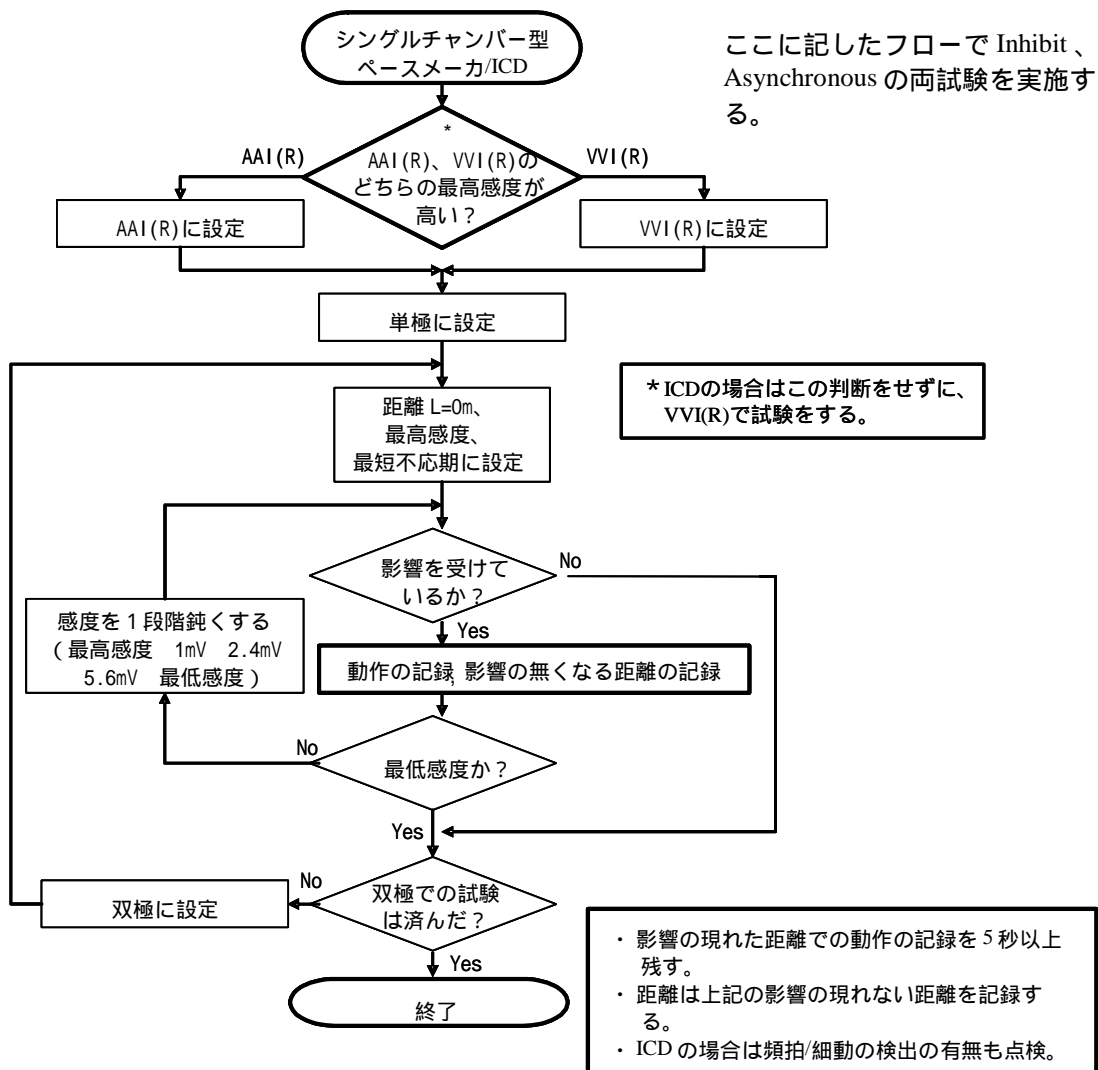 シングルチャンバー型
ペースメーカ/ICD
ここに記したフローで Inhibit 、
Asynchronous の両試験を実施す
る。
*
AAI(R)、VVI(R)の
どちらの最高感度が
高い？
AAI(R)
VVI(R)
AAI(R)に設定
VVI(R)に設定
単極に設定
* ICDの場合はこの判断をせずに、
VVI(R)で試験をする。
距離 L=0m、
最高感度、
最短不応期に設定
影響を受けて
いるか？
No
Yes
感度を１段階鈍くする
（最高感度　1mV　2.4mV
5.6mV　最低感度）
動作の記録, 影響の無くなる距離の記録
最低感度か？
No
Yes
双極での試験
は済んだ？
No
双極に設定
Yes
終了
・ 影響の現れた距離での動作の記録を 5 秒以上
残す。
・ 距離は上記の影響の現れない距離を記録す
る。
・ ICD の場合は頻拍/細動の検出の有無も点検。